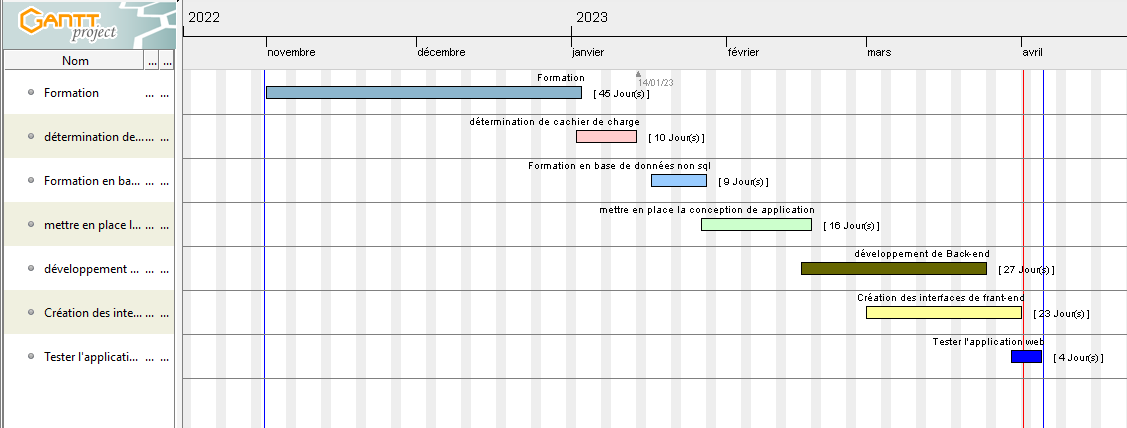 GANTT
project
2022
2023
novembre
décembre
janvier
février
mars
avril
Nom ... ...
14/01/23
Formation ... ...
Formation
[ 45 Jour(s) ]
détermination de... ... ...
détermination de cachier de charge
[ 10 Jour(s) ]
Formation en ba... ... ...
Formation en base de données non sql
[ 9 Jour(s) ]
mettre en place l... ... ...
mettre en place la conception de application
[ 16 Jour(s) ]
développement ... ... ...
développement de Back-end
[ 27 Jour(s) ]
Création des inte... ... ...
Création des interfaces de frant-end
[ 23 Jour(s) ]
Tester l'applicati... ... ...
Tester l'application web
[ 4 Jour(s) ]